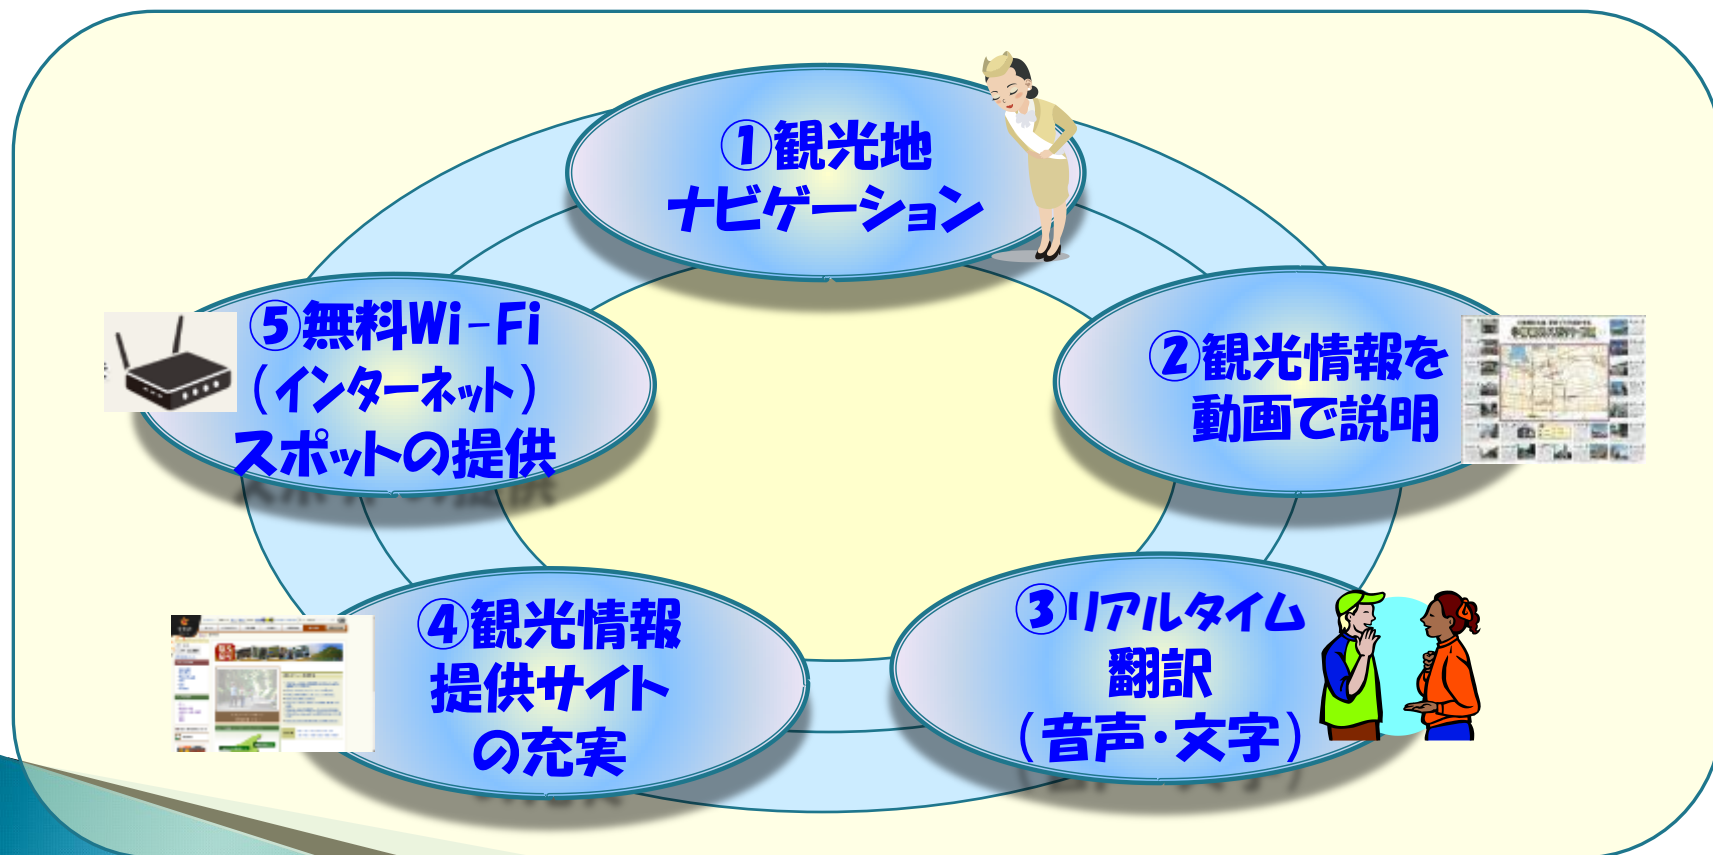 ①観光地
ナビゲーション
②観光情報を
動画で説明
③リアルタイム
翻訳
（音声・文字）
④観光情報
提供サイト
の充実
⑤無料Wi-Fi
（インターネット）
スポットの提供